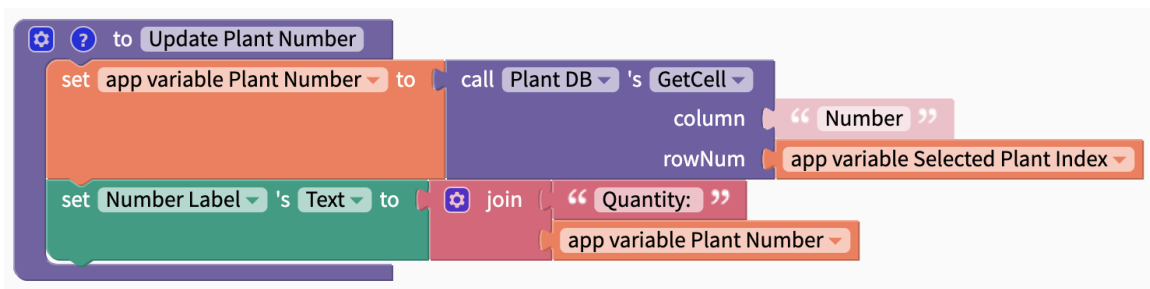 ? to Update Plant Number
set app variable Plant Number to call Plant DB 's GetCell
column “ Number ”
rowNum app variable Selected Plant Index
set Number Label 's Text to join “ Quantity: ”
app variable Plant Number